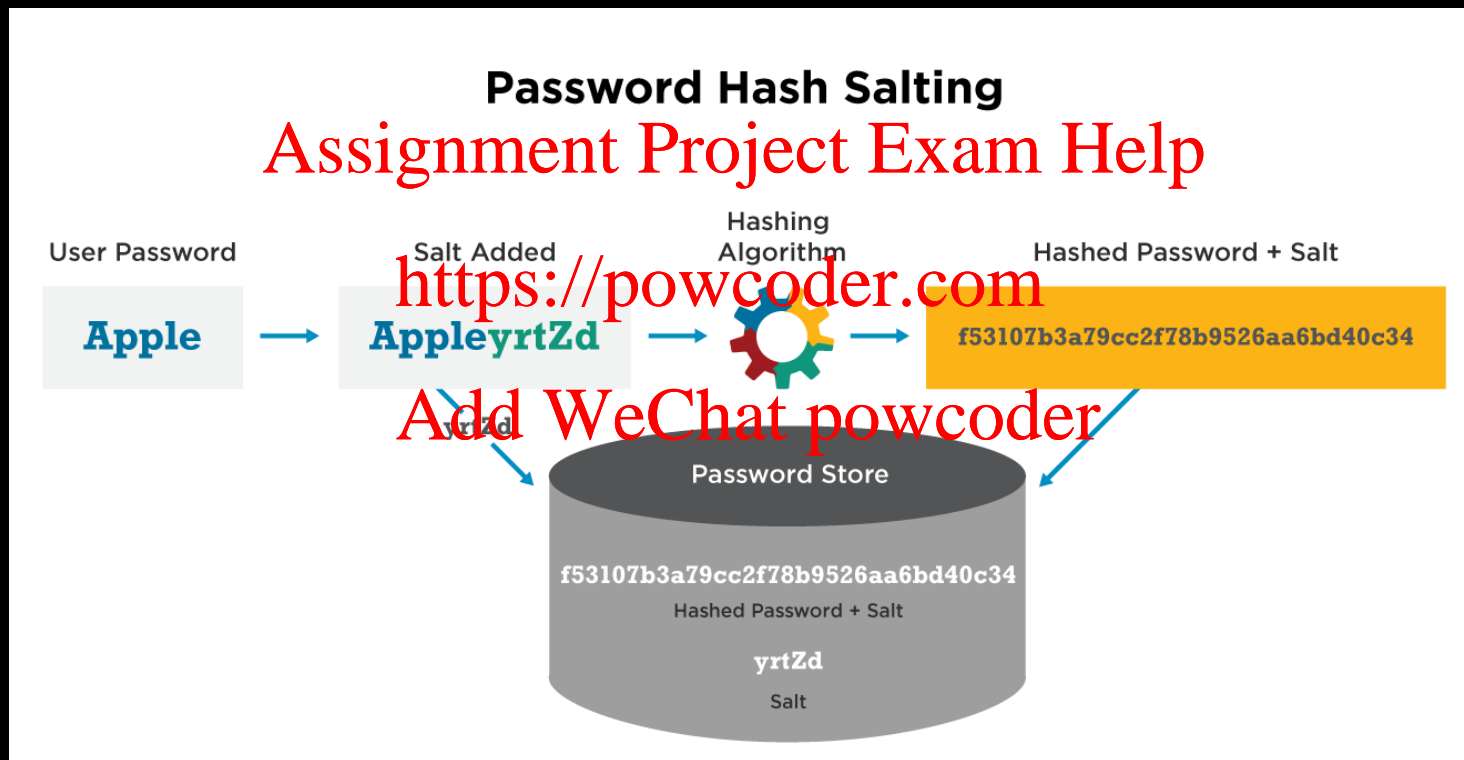 Password Hash Salting
Assignment Project Exam Help
User Password
Salt Added
Hashing
Algorithm
Hashed Password + Salt
https://powcoder.com
Apple
AppleyrtZd
f53107b3a79cc2f78b9526aa6bd40c34
Add WeChat powcoder
yrtZd
Password Store
f53107b3a79cc2f78b9526aa6bd40c34
Hashed Password + Salt
yrtZd
Salt